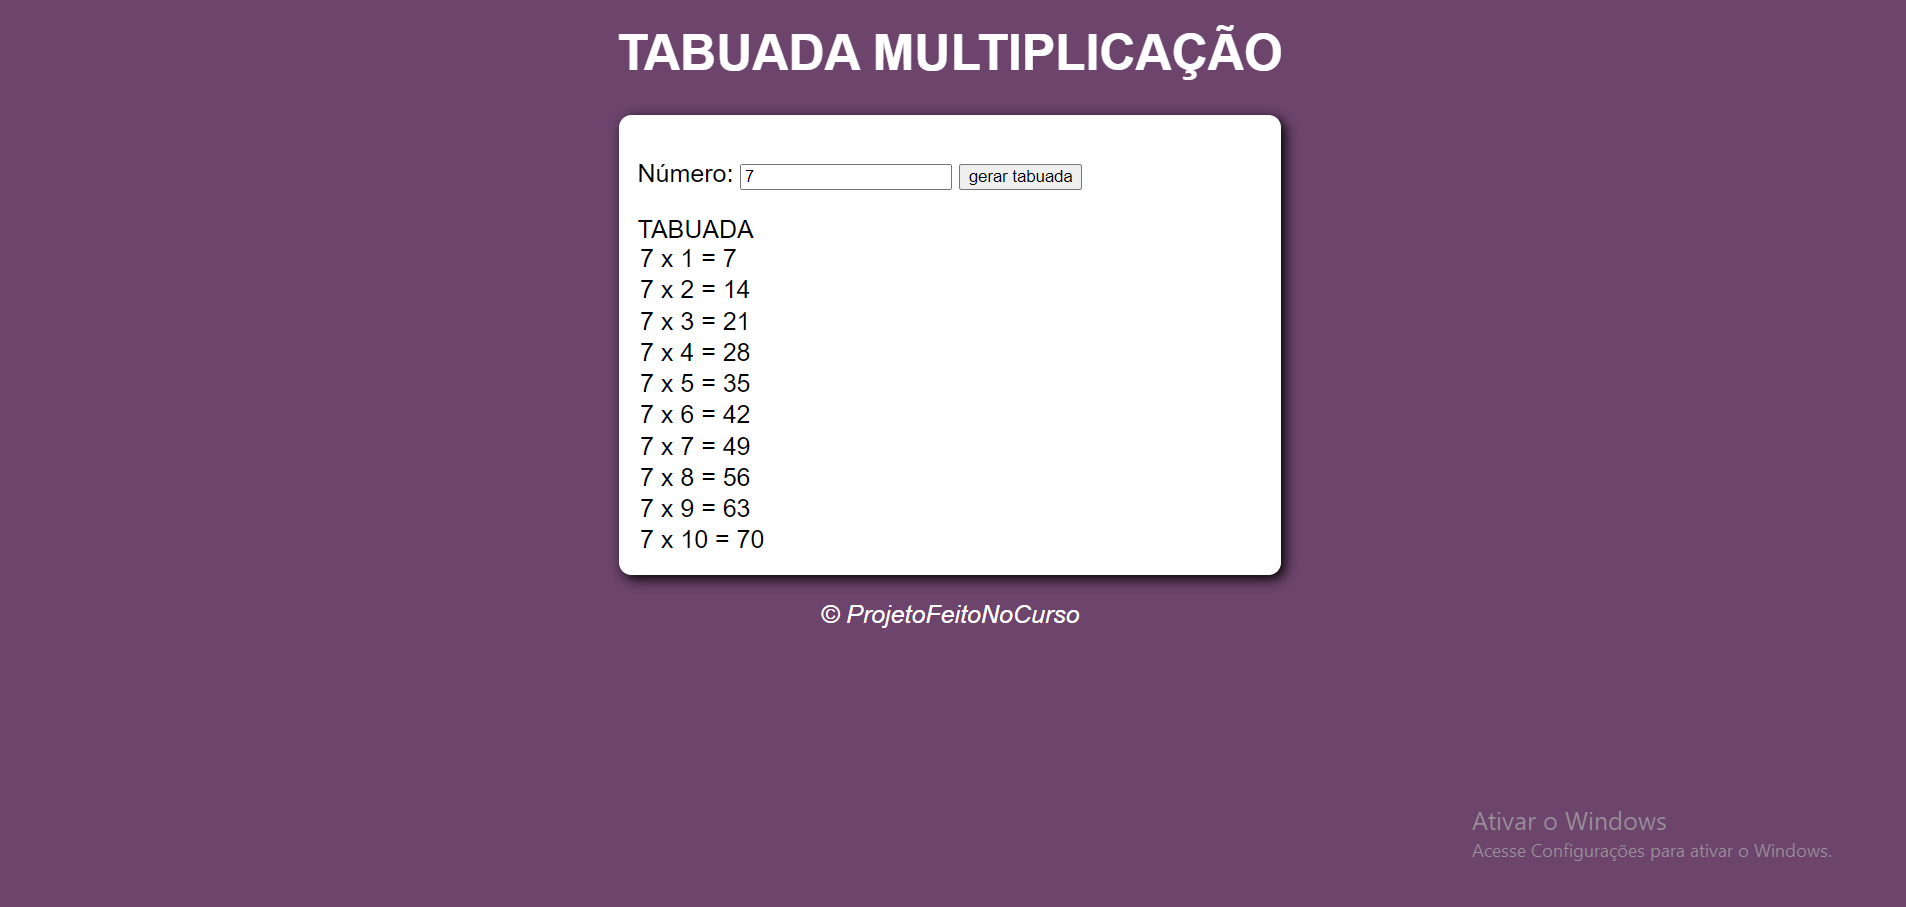 TABUADA MULTIPLICAÇÃO
Número: 7 gerar tabuada
TABUADA
7 x 1 = 7
7 x 2 = 14
7 x 3 = 21
7 x 4 = 28
7 x 5 = 35
7 x 6 = 42
7 x 7 = 49
7 x 8 = 56
7 x 9 = 63
7 x 10 = 70
© ProjetoFeitoNoCurso
Ativar o Windows
Acesse Configurações para ativar o Windows.